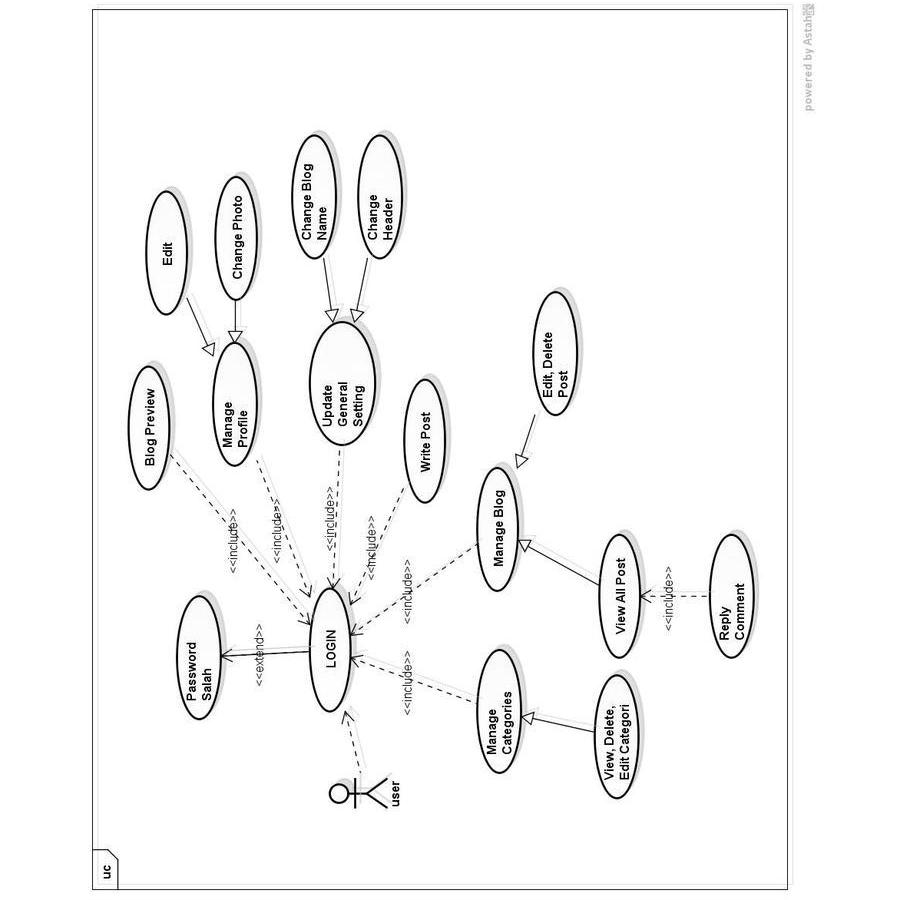 uc
Blog Preview
Edit
Password
Salah
Manage
Profile
Change Photo
<<include>>
<<extend>>
<<include>>
Change Blog
Name
LOGIN
<<include>>
Update
General
Setting
Change
Header
<<include>>
user
<<include>>
<<include>>
Write Post
Manage
Categories
Manage Blog
Edit, Delete
Post
View, Delete,
Edit Categori
View All Post
<<include>>
Reply
Comment
powered by Astah